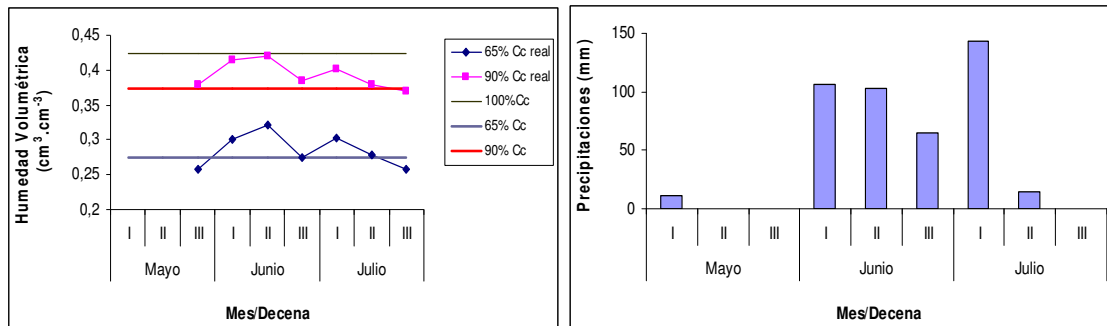 Humedad Volumétrica
(cm³.cm⁻³)
0,45
0,4
0,35
0,3
0,25
0,2
I II III I II III I II III
Mayo Junio Julio
Mes/Decena
65% Cc real
90% Cc real
100%Cc
65% Cc
90% Cc
Precipitaciones (mm)
150
100
50
0
I II III I II III I II III
Mayo Junio Julio
Mes/Decena